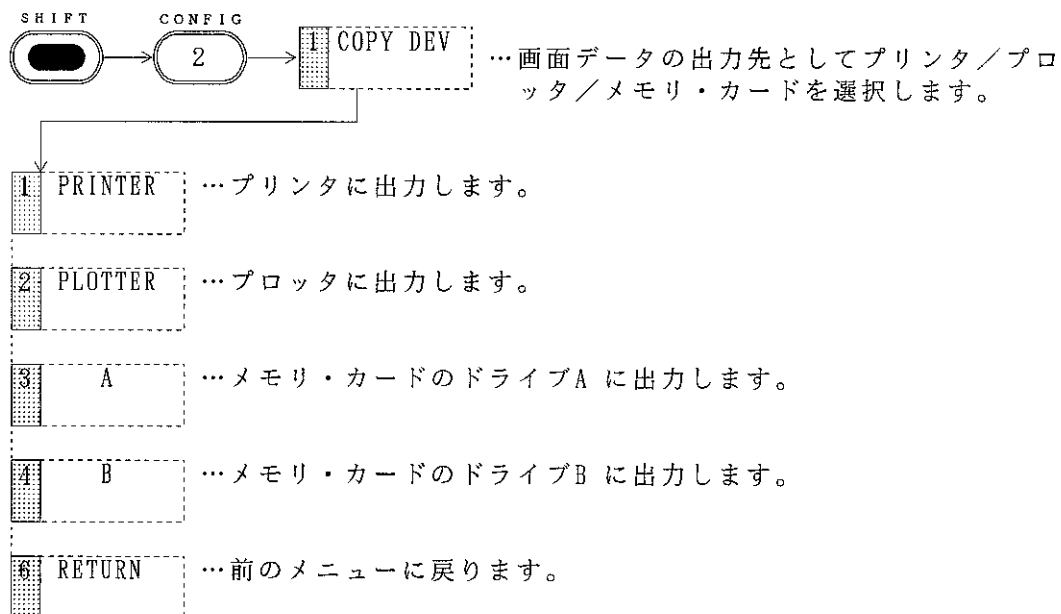 SHIFT CONFIG
2 1 COPY DEV …画面データの出力先としてプリンタ／プロ
ッタ／メモリ・カードを選択します。
1 PRINTER …プリンタに出力します。
2 PLOTTER …プロッタに出力します。
3 A …メモリ・カードのドライブA に出力します。
4 B …メモリ・カードのドライブB に出力します。
6 RETURN …前のメニューに戻ります。